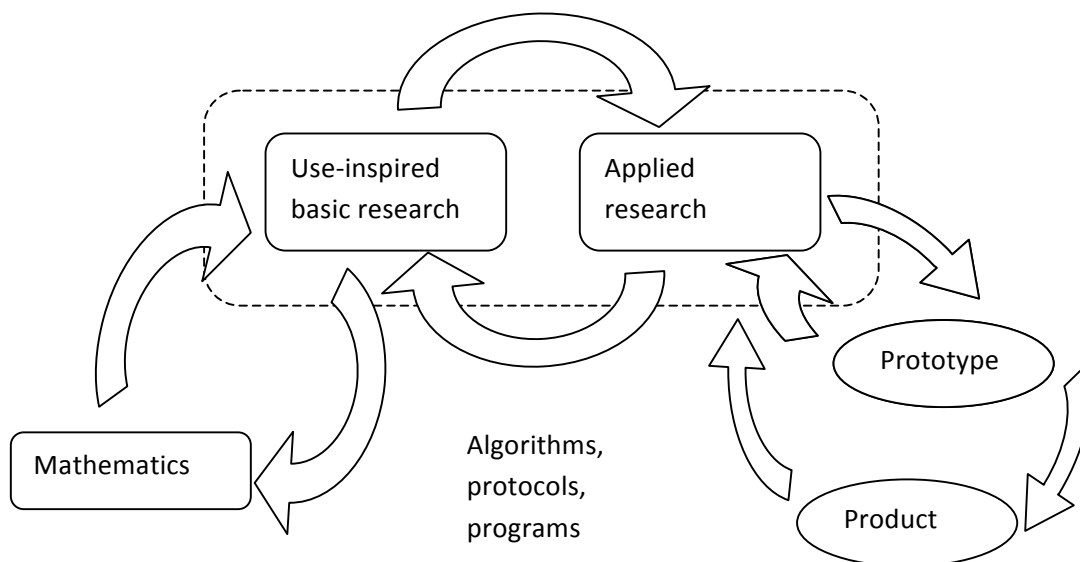 Use-inspired
basic research
Applied
research
Prototype
Mathematics
Algorithms,
protocols,
programs
Product